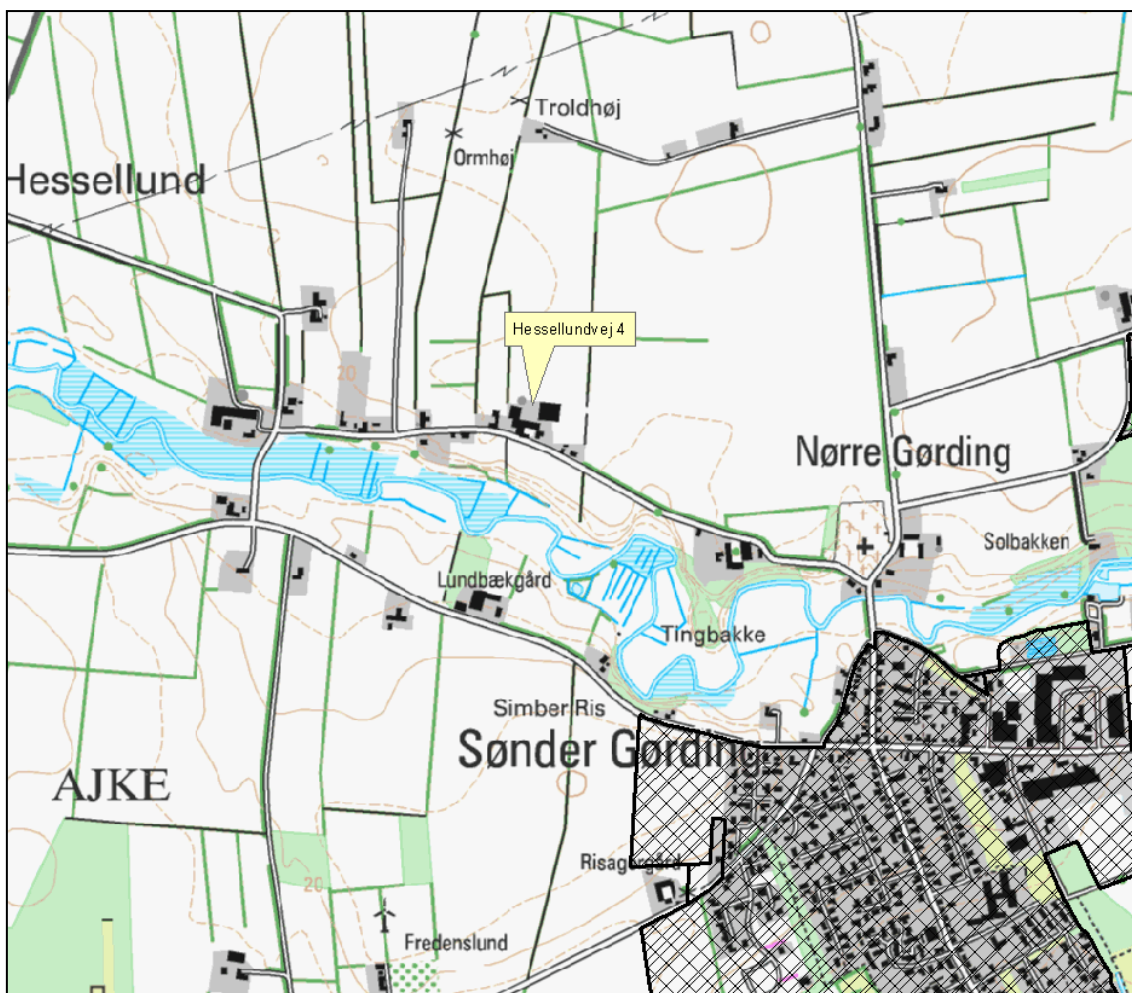 Troldhøj
Ormhøj
Hessellund
Hessellundvej 4
20
Nørre Gørding
Solbakken
Lundbækgård
TIngbakke
Simber Ris
Sønder Gørding
AJKE
Risagergård
20
Fredenslund